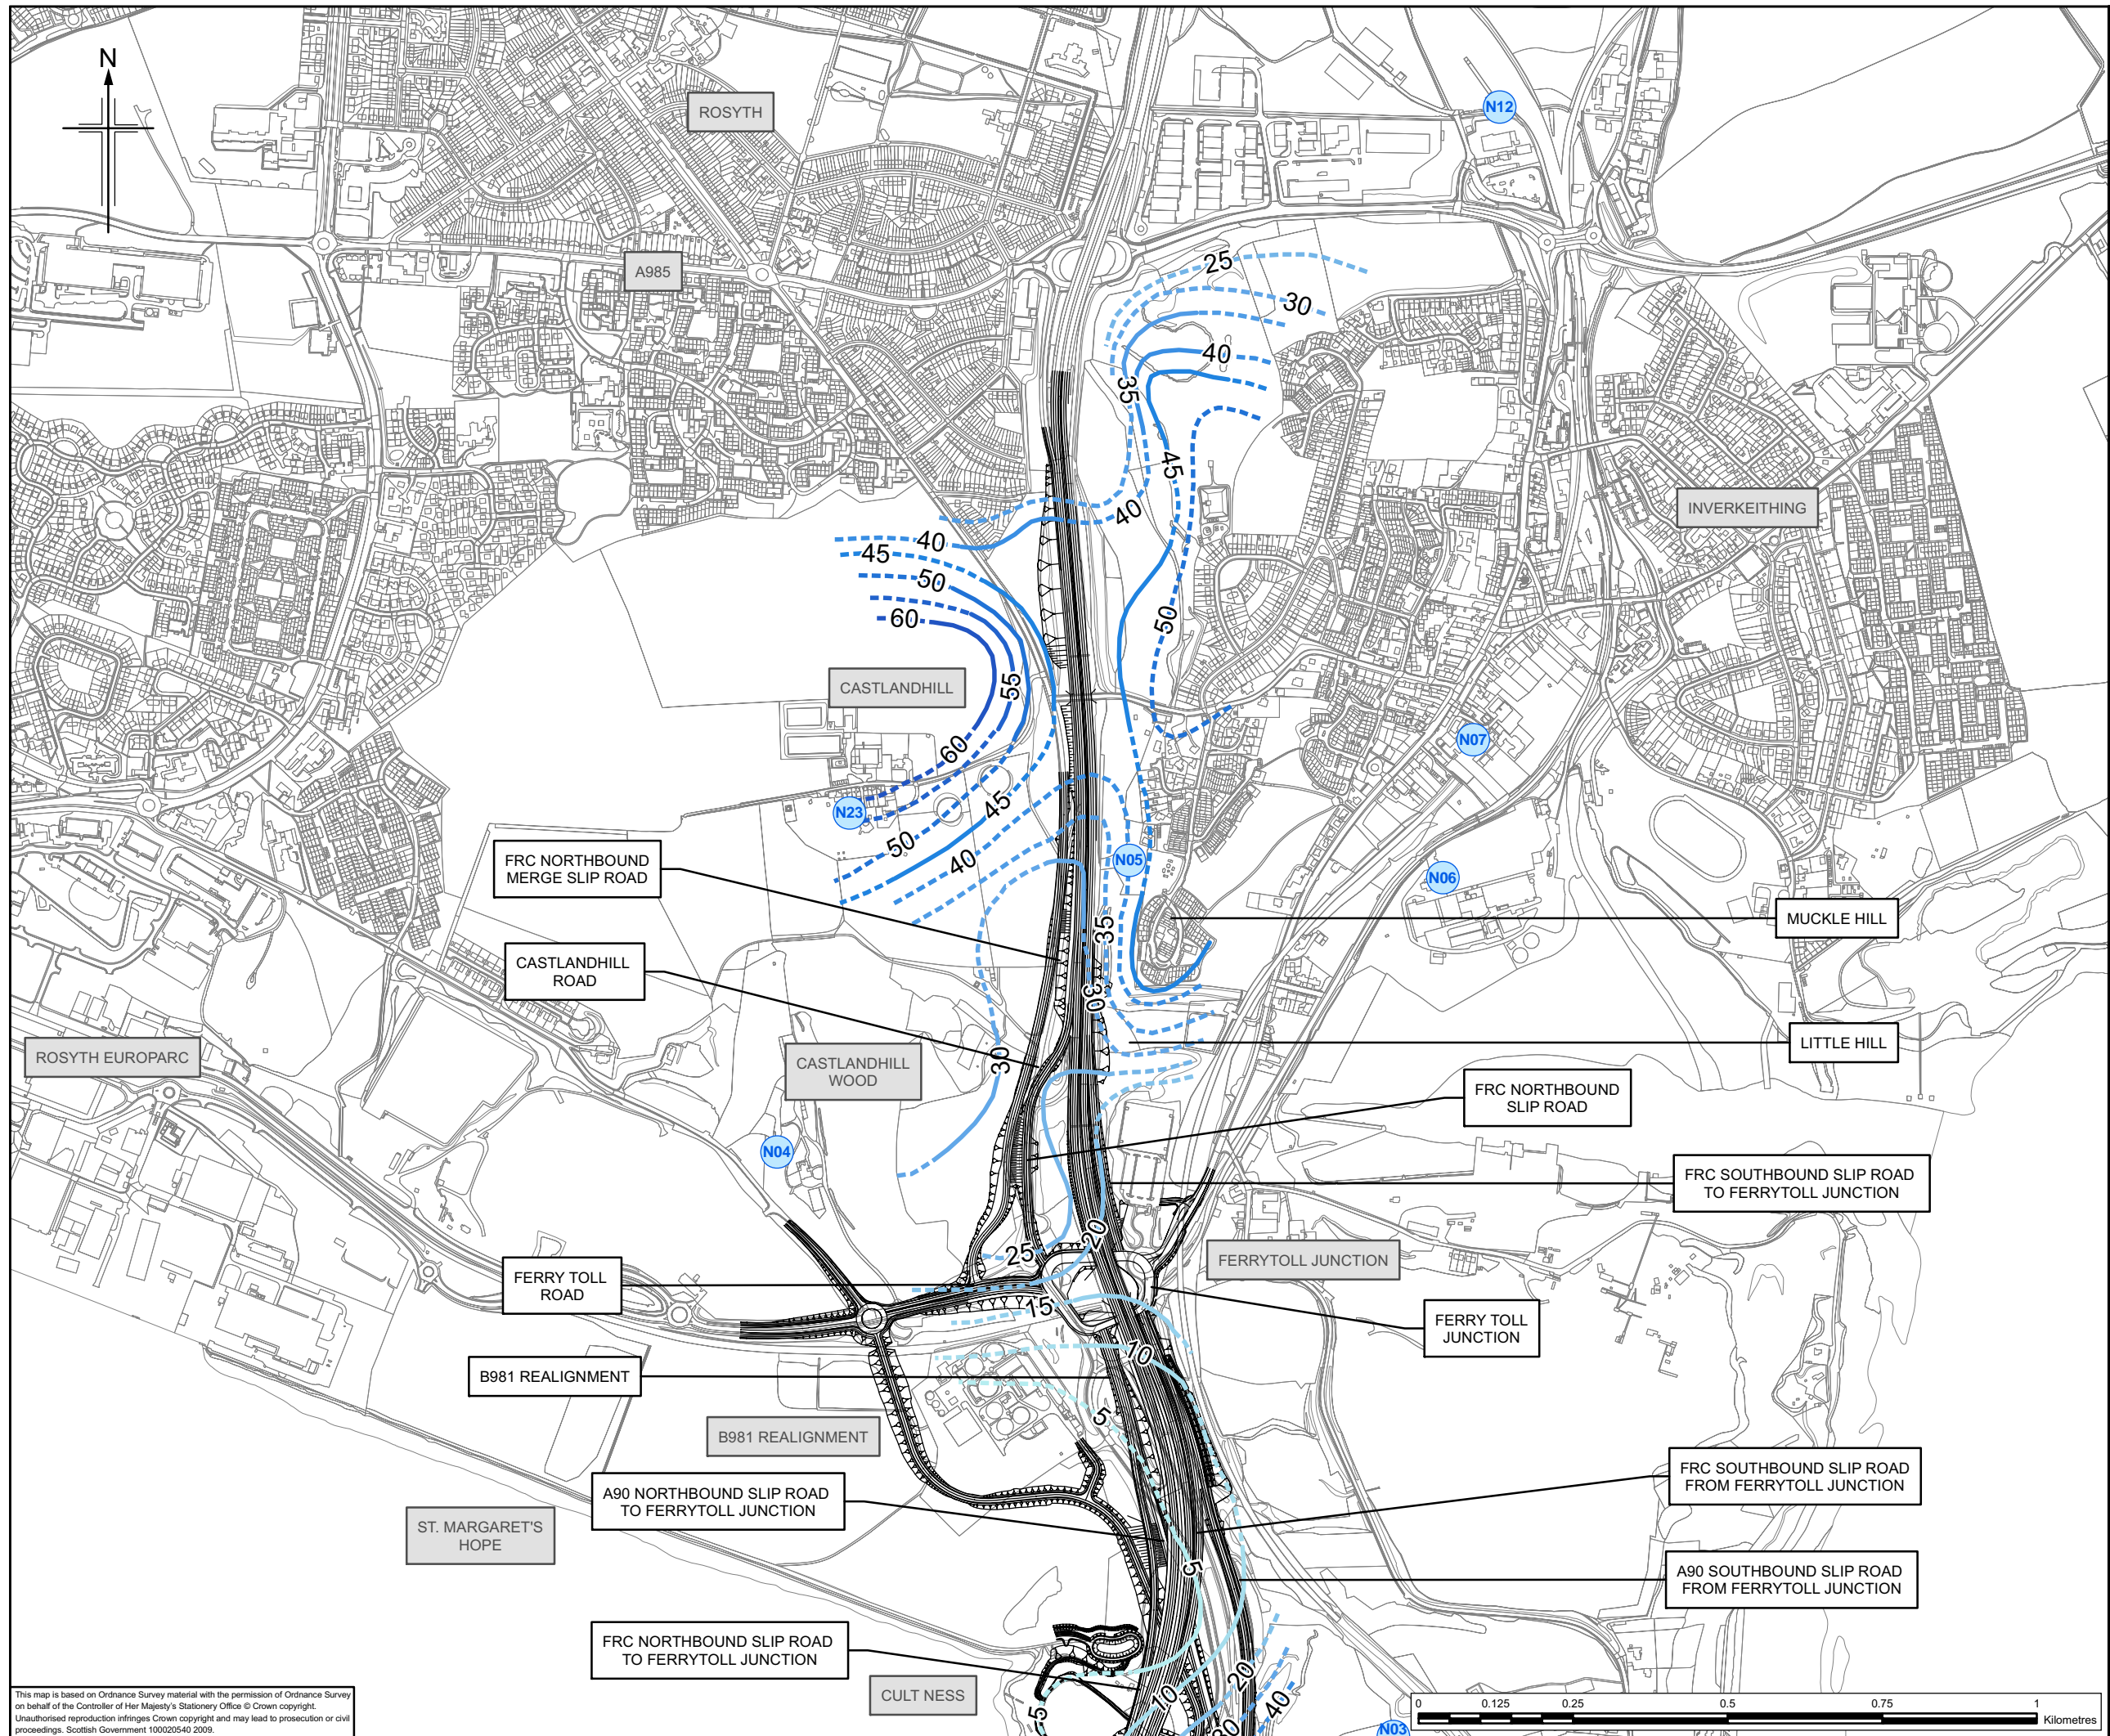 N
ROSYTH
N12
25
A985
30
40
35
45
40
INVERKEITHING
40
45
50
60
50
55
CASTLANDHILL
60
N07
45
N23
50
40
FRC NORTHBOUND
MERGE SLIP ROAD
N05
N06
35
MUCKLE HILL
CASTLANDHILL
ROAD
30
LITTLE HILL
ROSYTH EUROPARC
CASTLANDHILL
WOOD
30
FRC NORTHBOUND
SLIP ROAD
N04
FRC SOUTHBOUND SLIP ROAD
TO FERRYTOLL JUNCTION
20
25
FERRYTOLL JUNCTION
FERRY TOLL
ROAD
15
FERRY TOLL
JUNCTION
10
B981 REALIGNMENT
5
B981 REALIGNMENT
FRC SOUTHBOUND SLIP ROAD
FROM FERRYTOLL JUNCTION
A90 NORTHBOUND SLIP ROAD
TO FERRYTOLL JUNCTION
ST. MARGARET'S
HOPE
5
A90 SOUTHBOUND SLIP ROAD
FROM FERRYTOLL JUNCTION
FRC NORTHBOUND SLIP ROAD
TO FERRYTOLL JUNCTION
CULT NESS
20
10
40
5
N03
This map is based on Ordnance Survey material with the permission of Ordnance Survey
on behalf of the Controller of Her Majesty's Stationery Office © Crown copyright.
Unauthorised reproduction infringes Crown copyright and may lead to prosecution or civil
proceedings. Scottish Government 100020540 2009.
0 0.125 0.25 0.5 0.75 1
Kilometres